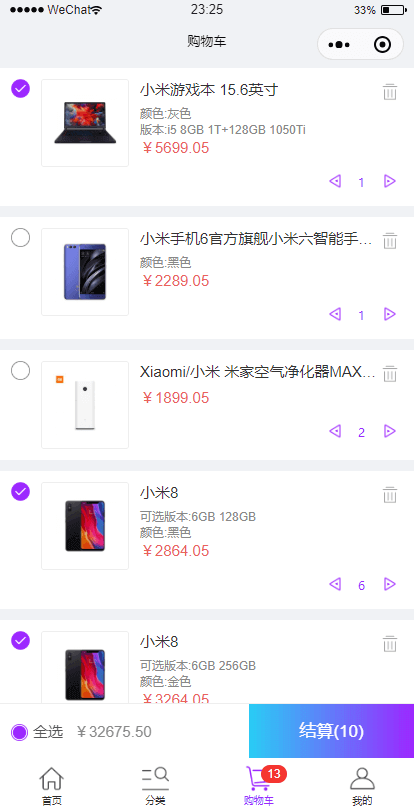 WeChat 23:25 33%
购物车
小米游戏本 15.6英寸
颜色:灰色
版本:i5 8GB 1T+128GB 1050Ti
￥5699.05
1
小米手机6官方旗舰小米六智能手...
颜色:黑色
￥2289.05
1
Xiaomi/小米 米家空气净化器MAX...
￥1899.05
2
小米8
可选版本:6GB 128GB
颜色:黑色
￥2864.05
6
小米8
可选版本:6GB 256GB
颜色:金色
￥3264.05
全选 ￥32675.50 结算(10)
13
首页 分类 购物车 我的